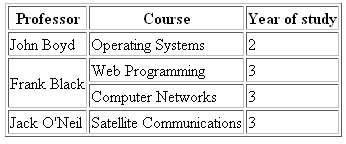 Professor Course Year of study
John Boyd Operating Systems 2
Frank Black Web Programming 3
Computer Networks 3
Jack O'Neil Satellite Communications 3